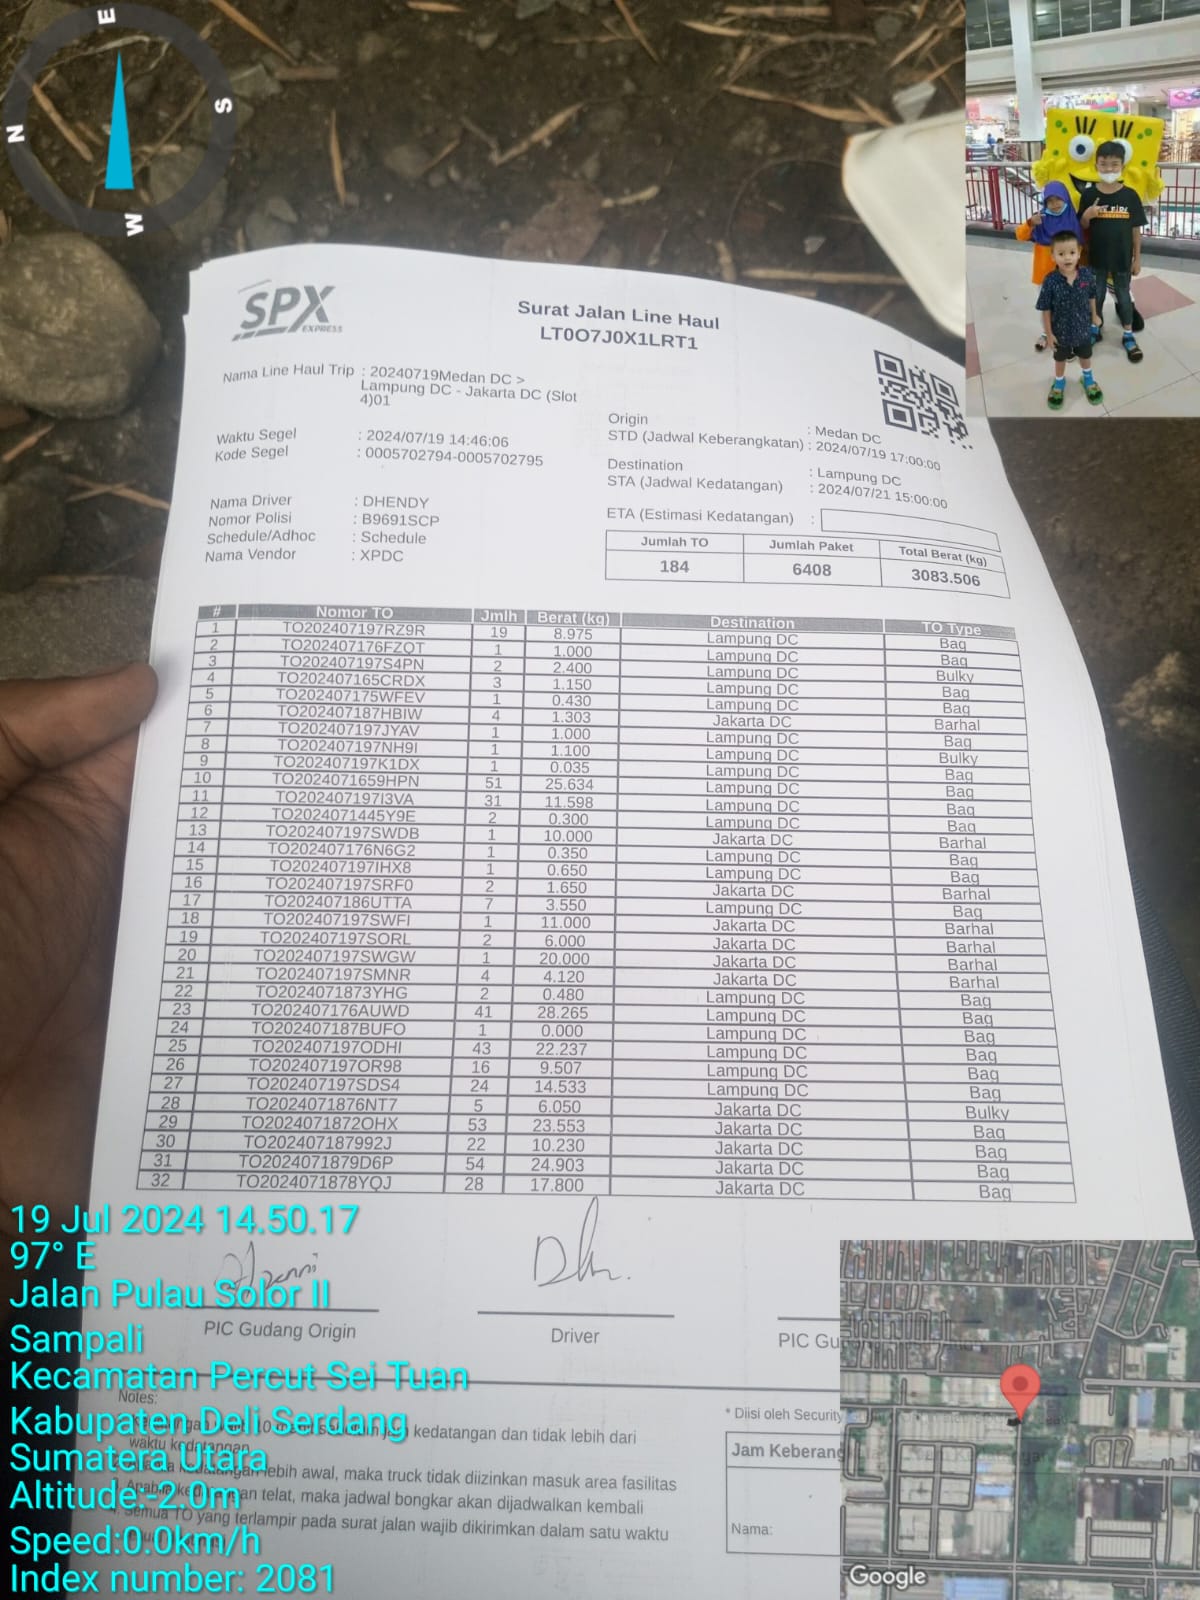 E
N
S
W
SPX
EXPRESS
Surat Jalan Line Haul
LT0O7J0X1LRT1
Nama Line Haul Trip : 20240719Medan DC >
Lampung DC - Jakarta DC (Slot
4)01
Waktu Segel : 2024/07/19 14:46:06
Kode Segel : 0005702794-0005702795
Nama Driver : DHENDY
Nomor Polisi : B9691SCP
Schedule/Adhoc : Schedule
Nama Vendor : XPDC
Origin : Medan DC
STD (Jadwal Keberangkatan) : 2024/07/19 17:00:00
Destination : Lampung DC
STA (Jadwal Kedatangan) : 2024/07/21 15:00:00
ETA (Estimasi Kedatangan) :
Jumlah TO Jumlah Paket Total Berat (kg)
184 6408 3083.506
# Nomor TO Jmlh Berat (kg) Destination TO Type
1 TO202407197RZ9R 19 8.975 Lampung DC Bag
2 TO202407176FZQT 1 1.000 Lampung DC Bag
3 TO202407197S4PN 2 2.400 Lampung DC Bulky
4 TO202407165CRDX 3 1.150 Lampung DC Bag
5 TO202407175WFEV 1 0.430 Lampung DC Bag
6 TO202407187HBIW 4 1.303 Jakarta DC Barhal
7 TO202407197JYAV 1 1.000 Lampung DC Bag
8 TO202407197NH9I 1 1.100 Lampung DC Bulky
9 TO202407197K1DX 1 0.035 Lampung DC Bag
10 TO2024071659HPN 51 25.634 Lampung DC Bag
11 TO202407197I3VA 31 11.598 Lampung DC Bag
12 TO2024071445Y9E 2 0.300 Lampung DC Bag
13 TO202407197SWDB 1 10.000 Jakarta DC Barhal
14 TO202407176N6G2 1 0.350 Lampung DC Bag
15 TO202407197IHX8 1 0.650 Lampung DC Bag
16 TO202407197SRF0 2 1.650 Jakarta DC Barhal
17 TO202407186UTTA 7 3.550 Lampung DC Bag
18 TO202407197SWFI 1 11.000 Jakarta DC Barhal
19 TO202407197SORL 2 6.000 Jakarta DC Barhal
20 TO202407197SWGW 1 20.000 Jakarta DC Barhal
21 TO202407197SMNR 4 4.120 Jakarta DC Barhal
22 TO2024071873YHG 2 0.480 Lampung DC Bag
23 TO202407176AUWD 41 28.265 Lampung DC Bag
24 TO202407187BUFO 1 0.000 Lampung DC Bag
25 TO202407197ODHI 43 22.237 Lampung DC Bag
26 TO202407197OR98 16 9.507 Lampung DC Bag
27 TO202407197SDS4 24 14.533 Lampung DC Bag
28 TO2024071876NT7 5 6.050 Jakarta DC Bulky
29 TO2024071872OHX 53 23.553 Jakarta DC Bag
30 TO202407187992J 22 10.230 Jakarta DC Bag
31 TO2024071879D6P 54 24.903 Jakarta DC Bag
32 TO2024071878YQJ 28 17.800 Jakarta DC Bag
PIC Gudang Origin Driver PIC Gu
Notes:
kedatangan dan tidak lebih dari
waktu kedatangan
lebih awal, maka truck tidak diizinkan masuk area fasilitas
telat, maka jadwal bongkar akan dijadwalkan kembali
4. Semua TO yang terlampir pada surat jalan wajib dikirimkan dalam satu waktu
* Diisi oleh Security
Jam Keberang
Nama:
19 Jul 2024 14.50.17
97° E
Jalan Pulau Solor II
Sampali
Kecamatan Percut Sei Tuan
Kabupaten Deli Serdang
Sumatera Utara
Altitude:-2.0m
Speed:0.0km/h
Index number: 2081
Google